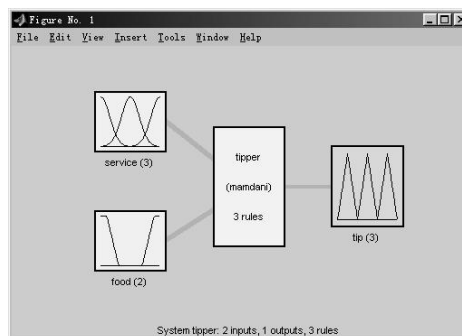 Figure No. 1
File Edit View Insert Tools Window Help
service (3)
tipper
(mamdani)
3 rules
tip (3)
food (2)
System tipper: 2 inputs, 1 outputs, 3 rules